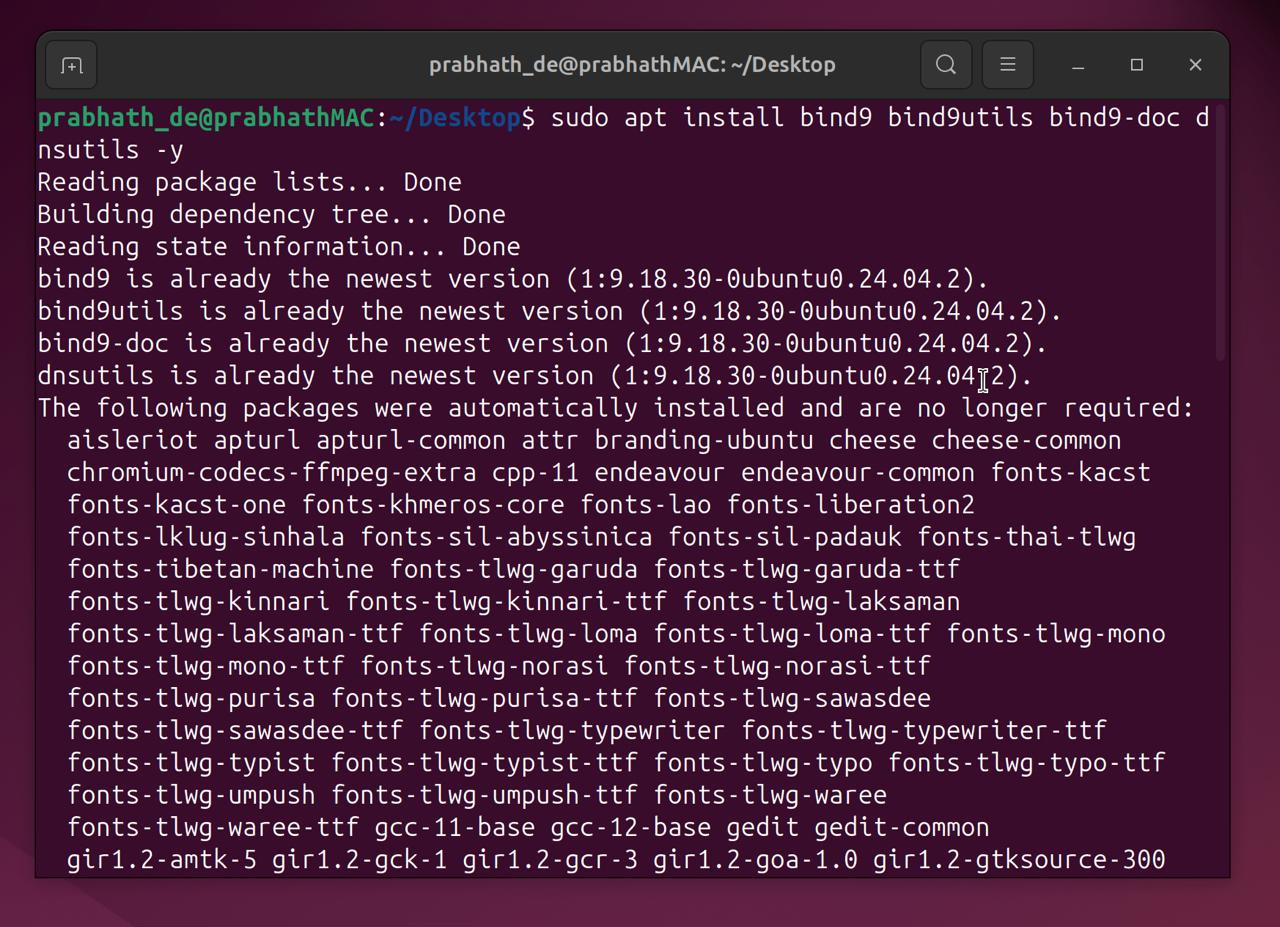 prabhath_de@prabhathMAC: ~/Desktop
prabhath_de@prabhathMAC:~/Desktop$ sudo apt install bind9 bind9utils bind9-doc d
nsutils -y
Reading package lists... Done
Building dependency tree... Done
Reading state information... Done
bind9 is already the newest version (1:9.18.30-0ubuntu0.24.04.2).
bind9utils is already the newest version (1:9.18.30-0ubuntu0.24.04.2).
bind9-doc is already the newest version (1:9.18.30-0ubuntu0.24.04.2).
dnsutils is already the newest version (1:9.18.30-0ubuntu0.24.04.2).
The following packages were automatically installed and are no longer required:
  aisleriot apturl apturl-common attr branding-ubuntu cheese cheese-common
  chromium-codecs-ffmpeg-extra cpp-11 endeavour endeavour-common fonts-kacst
  fonts-kacst-one fonts-khmeros-core fonts-lao fonts-liberation2
  fonts-lklug-sinhala fonts-sil-abyssinica fonts-sil-padauk fonts-thai-tlwg
  fonts-tibetan-machine fonts-tlwg-garuda fonts-tlwg-garuda-ttf
  fonts-tlwg-kinnari fonts-tlwg-kinnari-ttf fonts-tlwg-laksaman
  fonts-tlwg-laksaman-ttf fonts-tlwg-loma fonts-tlwg-loma-ttf fonts-tlwg-mono
  fonts-tlwg-mono-ttf fonts-tlwg-norasi fonts-tlwg-norasi-ttf
  fonts-tlwg-purisa fonts-tlwg-purisa-ttf fonts-tlwg-sawasdee
  fonts-tlwg-sawasdee-ttf fonts-tlwg-typewriter fonts-tlwg-typewriter-ttf
  fonts-tlwg-typist fonts-tlwg-typist-ttf fonts-tlwg-typo fonts-tlwg-typo-ttf
  fonts-tlwg-umpush fonts-tlwg-umpush-ttf fonts-tlwg-waree
  fonts-tlwg-waree-ttf gcc-11-base gcc-12-base gedit gedit-common
  gir1.2-amtk-5 gir1.2-gck-1 gir1.2-gcr-3 gir1.2-goa-1.0 gir1.2-gtksource-300